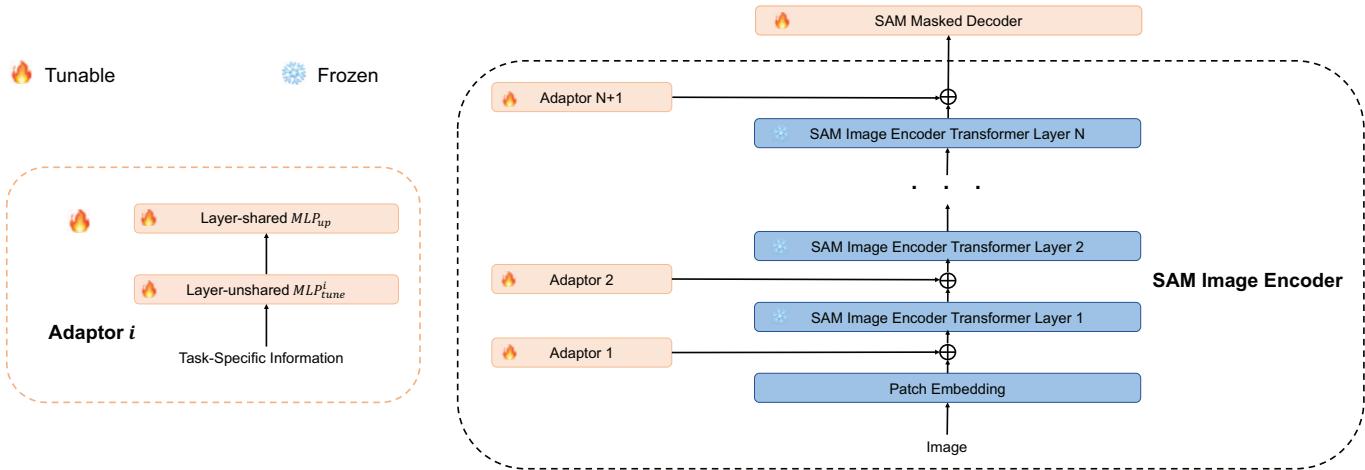 Tunable
Frozen
Layer-shared MLP_up
Layer-unshared MLP^i_tune
Adaptor i
Task-Specific Information
SAM Masked Decoder
Adaptor N+1
SAM Image Encoder Transformer Layer N
. . .
SAM Image Encoder Transformer Layer 2
Adaptor 2
SAM Image Encoder
SAM Image Encoder Transformer Layer 1
Adaptor 1
Patch Embedding
Image